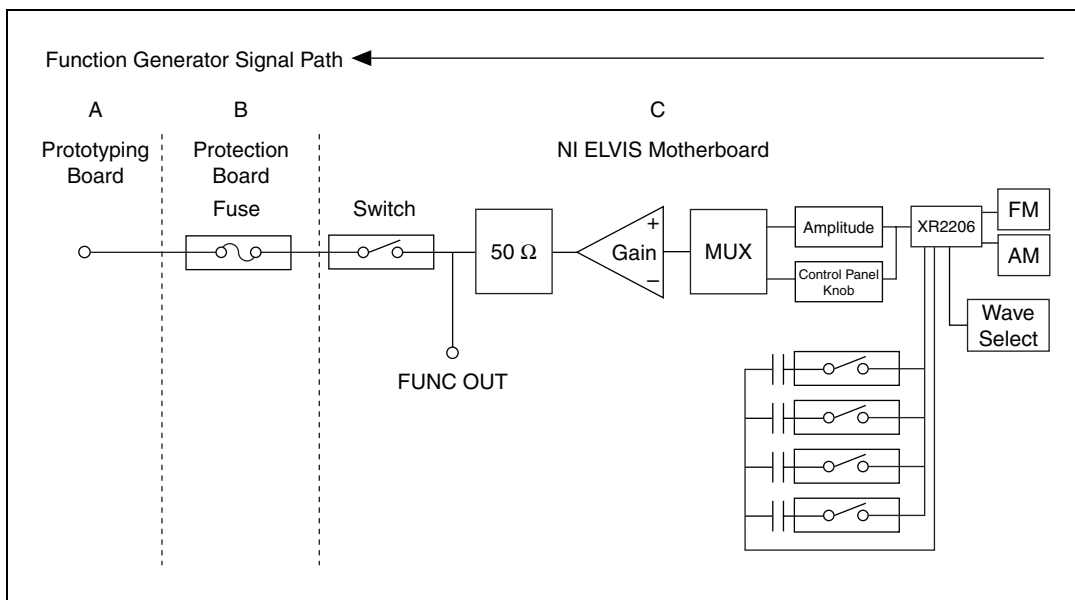 Function Generator Signal Path
A
B
C
Prototyping
Board
Protection
Board
NI ELVIS Motherboard
Fuse
Switch
50 Ω
+
Gain
−
MUX
Amplitude
Control Panel
Knob
XR2206
FM
AM
Wave
Select
FUNC OUT